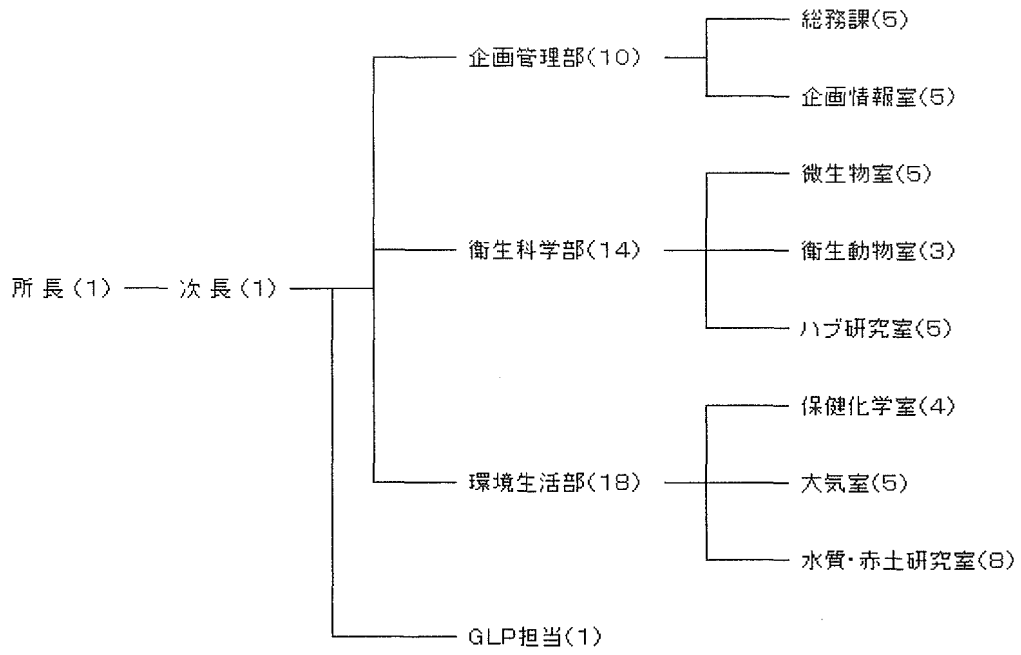 所 長 (1)
次 長 (1)
企画管理部(10)
総務課(5)
企画情報室(5)
衛生科学部(14)
微生物室(5)
衛生動物室(3)
ハブ研究室(5)
環境生活部(18)
保健化学室(4)
大気室(5)
水質・赤土研究室(8)
GLP担当(1)